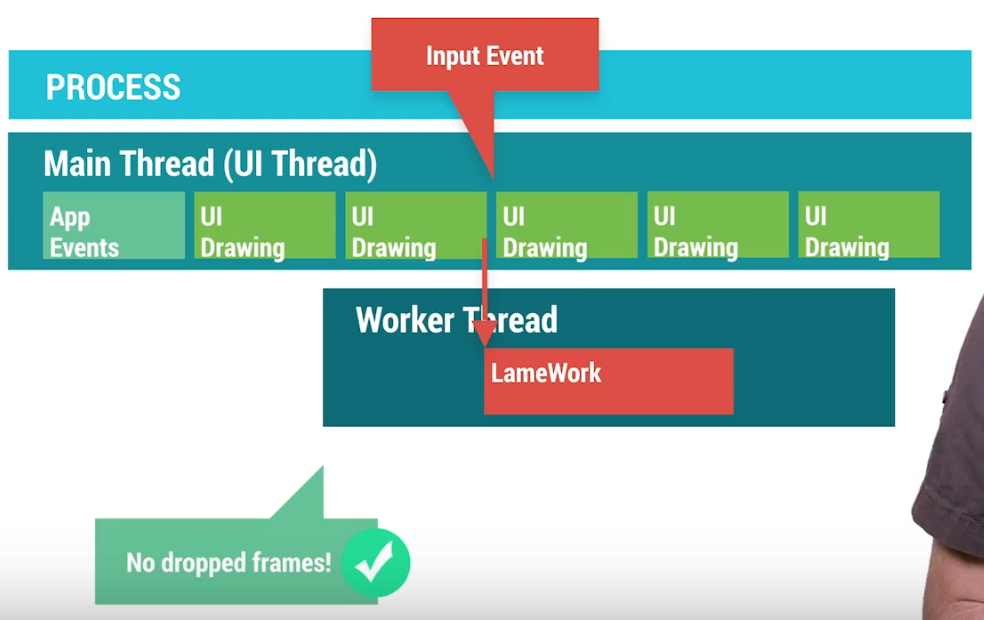 Input Event
PROCESS
Main Thread (UI Thread)
App
Events
UI
Drawing
UI
Drawing
UI
Drawing
UI
Drawing
UI
Drawing
Worker Thread
LameWork
No dropped frames!